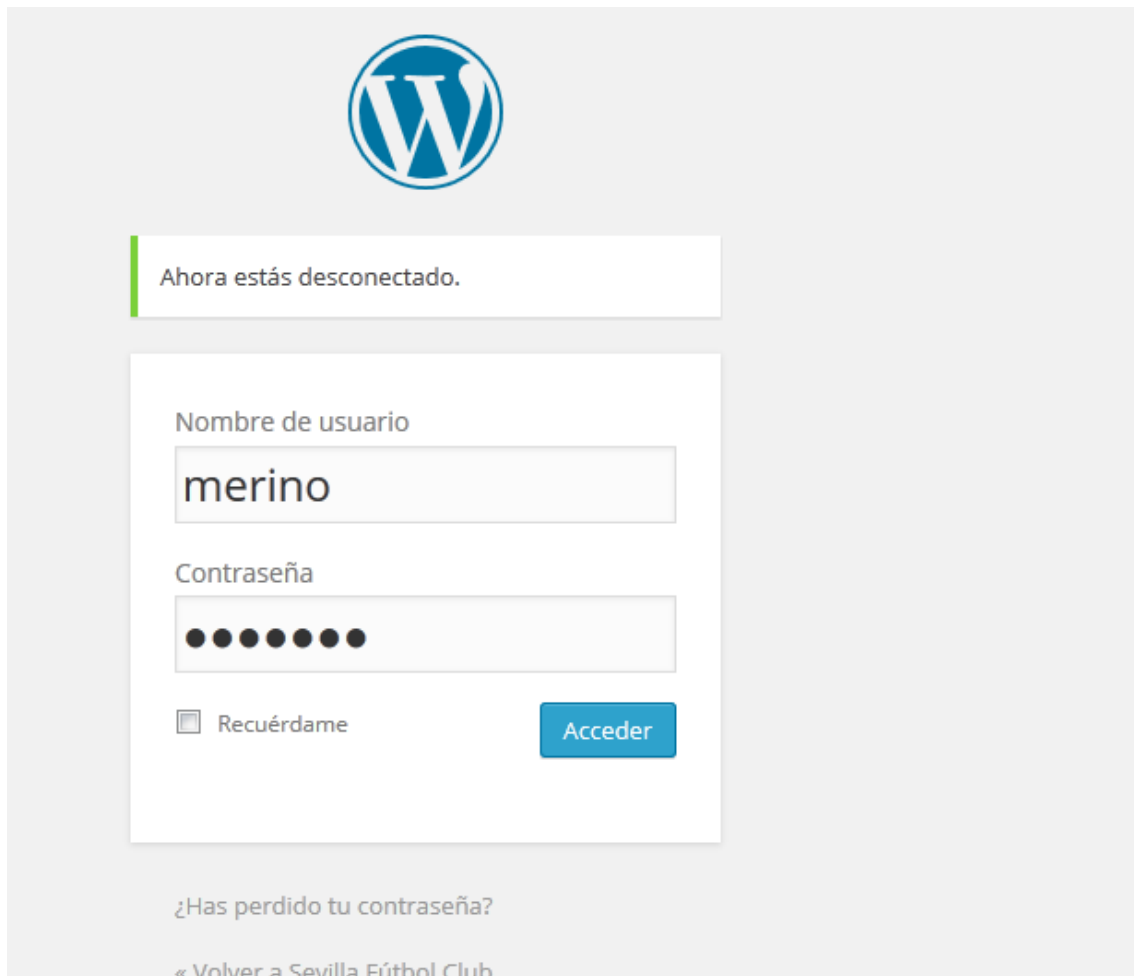 Ahora estás desconectado.
Nombre de usuario
merino
Contraseña
●●●●●●●
Recuérdame
Acceder
¿Has perdido tu contraseña?
« Volver a Sevilla Fútbol Club